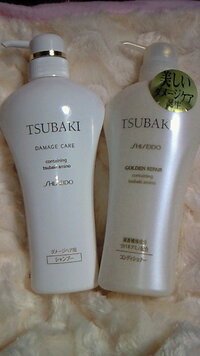 TSUBAKI
DAMAGE CARE
containing
tsubaki amino
SHISEIDO
ダメージヘア用
シャンプー
美しい
ダメージケア
TSUBAKI
SHISEIDO
GOLDEN REPAIR
containing
tsubaki amino
コンディショナー